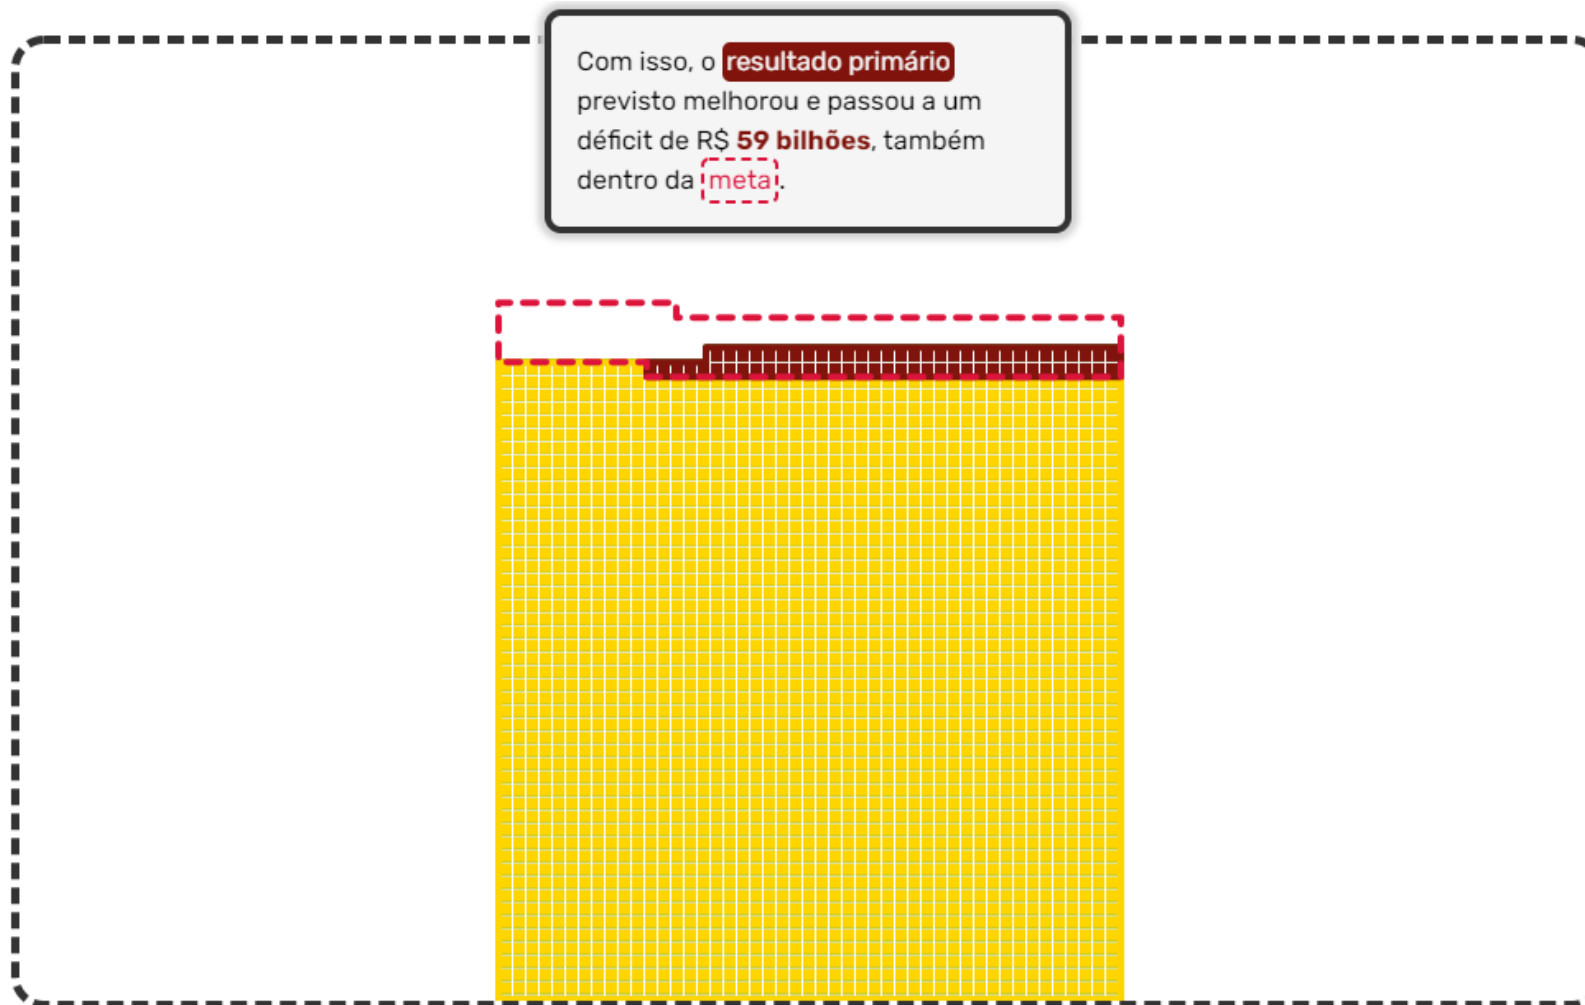 Com isso, o resultado primário
previsto melhorou e passou a um
déficit de R$ 59 bilhões, também
dentro da meta.